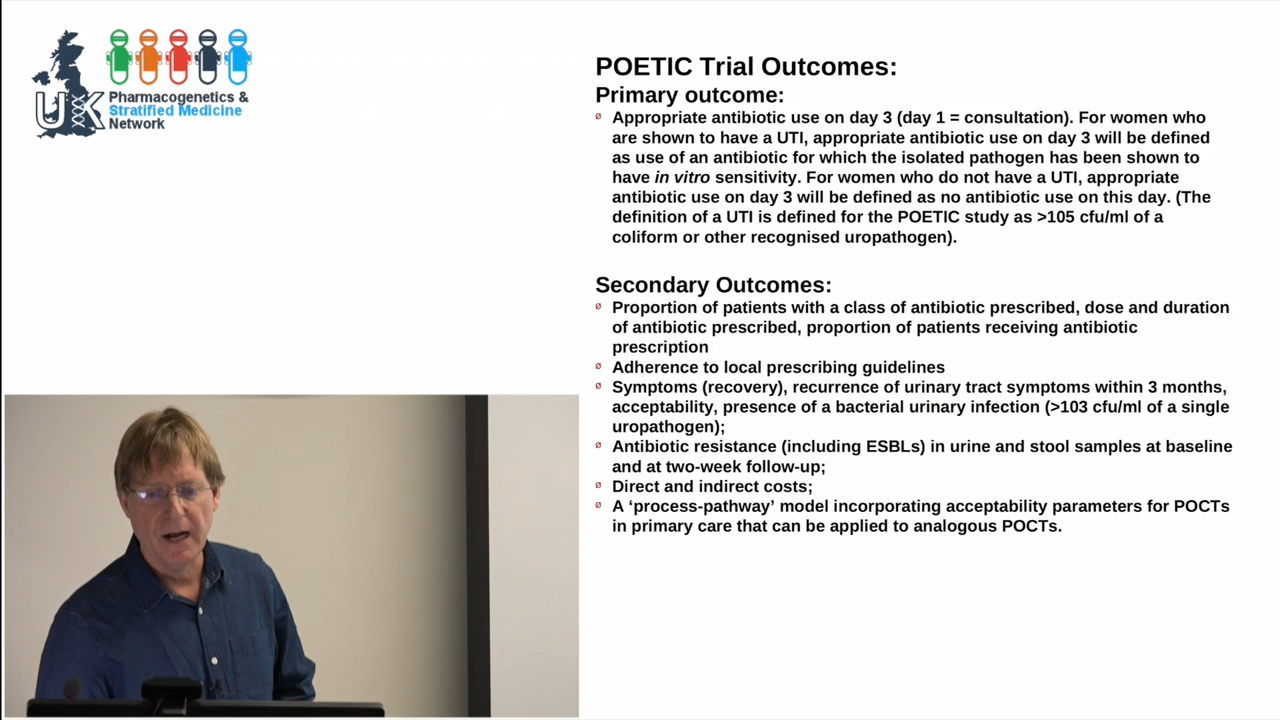 UK
Pharmacogenetics &
Stratified Medicine
Network
POETIC Trial Outcomes:
Primary outcome:
Appropriate antibiotic use on day 3 (day 1 = consultation). For women who
are shown to have a UTI, appropriate antibiotic use on day 3 will be defined
as use of an antibiotic for which the isolated pathogen has been shown to
have in vitro sensitivity. For women who do not have a UTI, appropriate
antibiotic use on day 3 will be defined as no antibiotic use on this day. (The
definition of a UTI is defined for the POETIC study as >105 cfu/ml of a
coliform or other recognised uropathogen).
Secondary Outcomes:
Proportion of patients with a class of antibiotic prescribed, dose and duration
of antibiotic prescribed, proportion of patients receiving antibiotic
prescription
Adherence to local prescribing guidelines
Symptoms (recovery), recurrence of urinary tract symptoms within 3 months,
acceptability, presence of a bacterial urinary infection (>103 cfu/ml of a single
uropathogen);
Antibiotic resistance (including ESBLs) in urine and stool samples at baseline
and at two-week follow-up;
Direct and indirect costs;
A ‘process-pathway’ model incorporating acceptability parameters for POCTs
in primary care that can be applied to analogous POCTs.